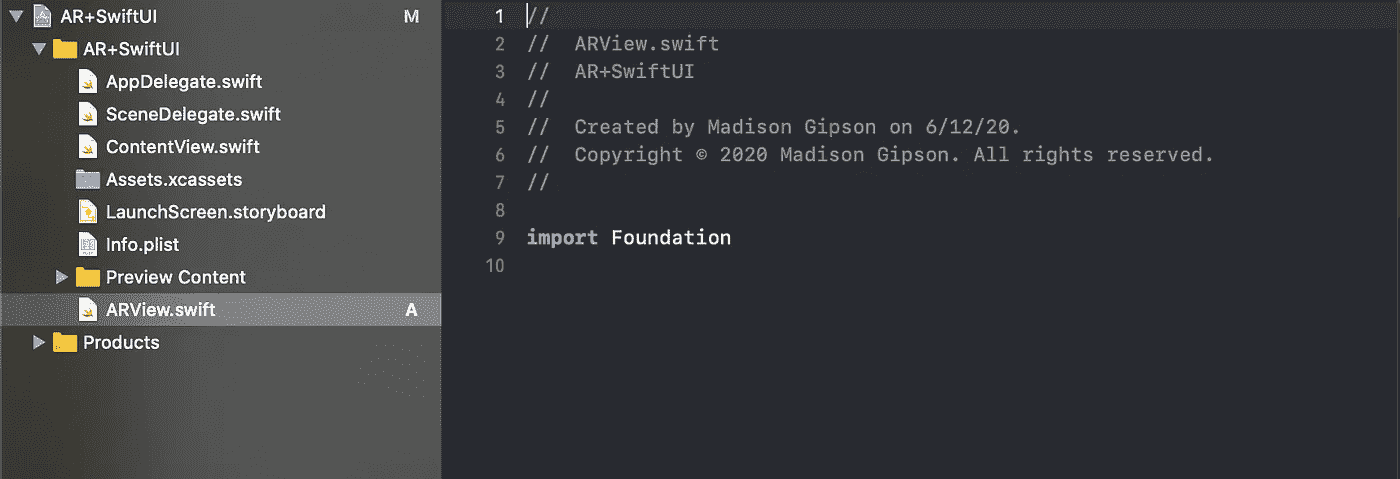 AR+SwiftUI M
AR+SwiftUI
AppDelegate.swift
SceneDelegate.swift
ContentView.swift
Assets.xcassets
LaunchScreen.storyboard
Info.plist
Preview Content
ARView.swift A
Products
1 //
2 // ARView.swift
3 // AR+SwiftUI
4 //
5 // Created by Madison Gipson on 6/12/20.
6 // Copyright © 2020 Madison Gipson. All rights reserved.
7 //
8
9 import Foundation
10